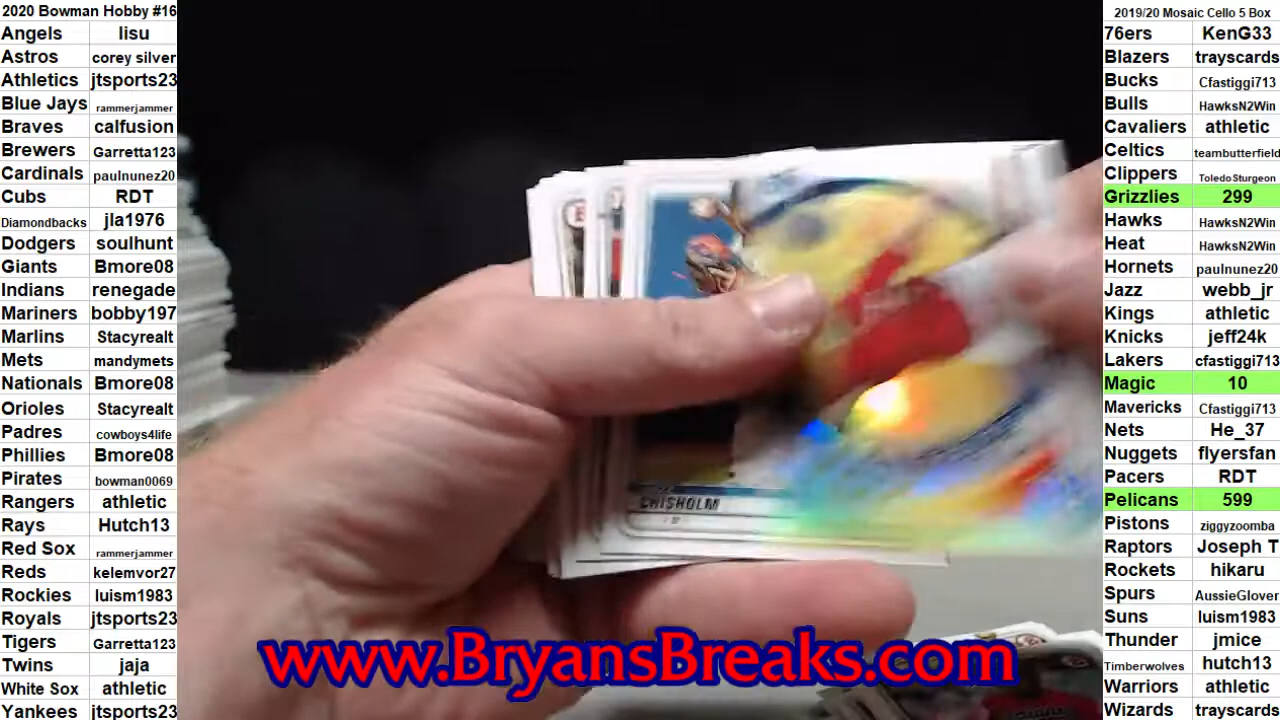 2020 Bowman Hobby #16
Angels lisu
Astros corey silver
Athletics jtsports23
Blue Jays rammerjammer
Braves calfusion
Brewers Garretta123
Cardinals paulnunez20
Cubs RDT
Diamondbacks jla1976
Dodgers soulhunt
Giants Bmore08
Indians renegade
Mariners bobby197
Marlins Stacyrealt
Mets mandymets
Nationals Bmore08
Orioles Stacyrealt
Padres cowboys4life
Phillies Bmore08
Pirates bowman0069
Rangers athletic
Rays Hutch13
Red Sox rammerjammer
Reds kelemvor27
Rockies luism1983
Royals jtsports23
Tigers Garretta123
Twins jaja
White Sox athletic
Yankees jtsports23
CHISHOLM
www.BryansBreaks.com
2019/20 Mosaic Cello 5 Box
76ers KenG33
Blazers trayscards
Bucks Cfastiggi713
Bulls HawksN2Win
Cavaliers athletic
Celtics teambutterfield
Clippers ToledoSturgeon
Grizzlies 299
Hawks HawksN2Win
Heat HawksN2Win
Hornets paulnunez20
Jazz webb_jr
Kings athletic
Knicks jeff24k
Lakers cfastiggi713
Magic 10
Mavericks Cfastiggi713
Nets He_37
Nuggets flyersfan
Pacers RDT
Pelicans 599
Pistons ziggyzoomba
Raptors Joseph T
Rockets hikaru
Spurs AussieGlover
Suns luism1983
Thunder jmice
Timberwolves hutch13
Warriors athletic
Wizards trayscards